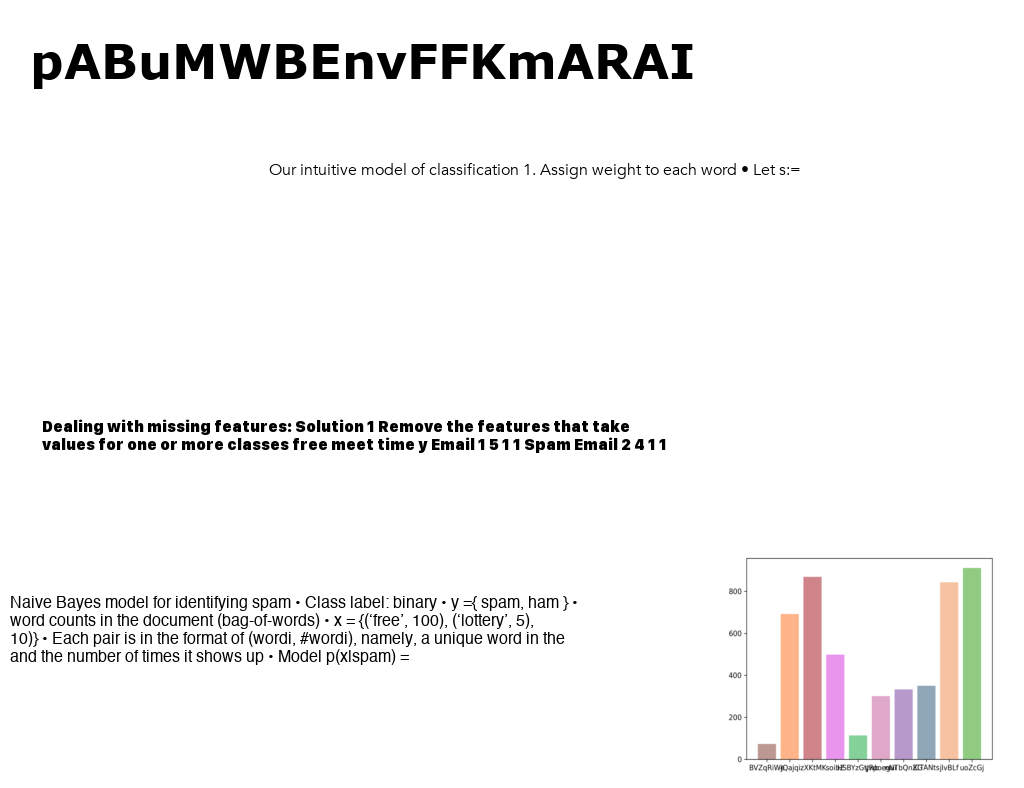 pABuMWBEnvFFKmARAI
Our intuitive model of classification 1. Assign weight to each word • Let s:=
Dealing with missing features: Solution 1 Remove the features that take
values for one or more classes free meet time y Email 1 5 1 1 Spam Email 2 4 1 1
Naive Bayes model for identifying spam • Class label: binary • y ={ spam, ham } •
word counts in the document (bag-of-words) • x = {(‘free’, 100), (‘lottery’, 5),
10)} • Each pair is in the format of (wordi, #wordi), namely, a unique word in the
and the number of times it shows up • Model p(x|spam) =
800
600
400
200
0
uoZcGj